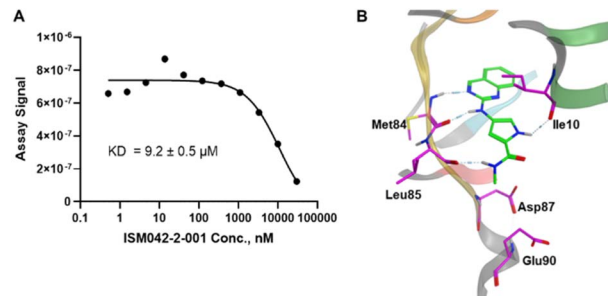 A
1×10-6
8×10-7
6×10-7
4×10-7
2×10-7
0
Assay Signal
KD = 9.2 ± 0.5 µM
0.1 1 10 100 1000 10000 100000
ISM042-2-001 Conc., nM
B
Met84
Ile10
Leu85
Asp87
Glu90